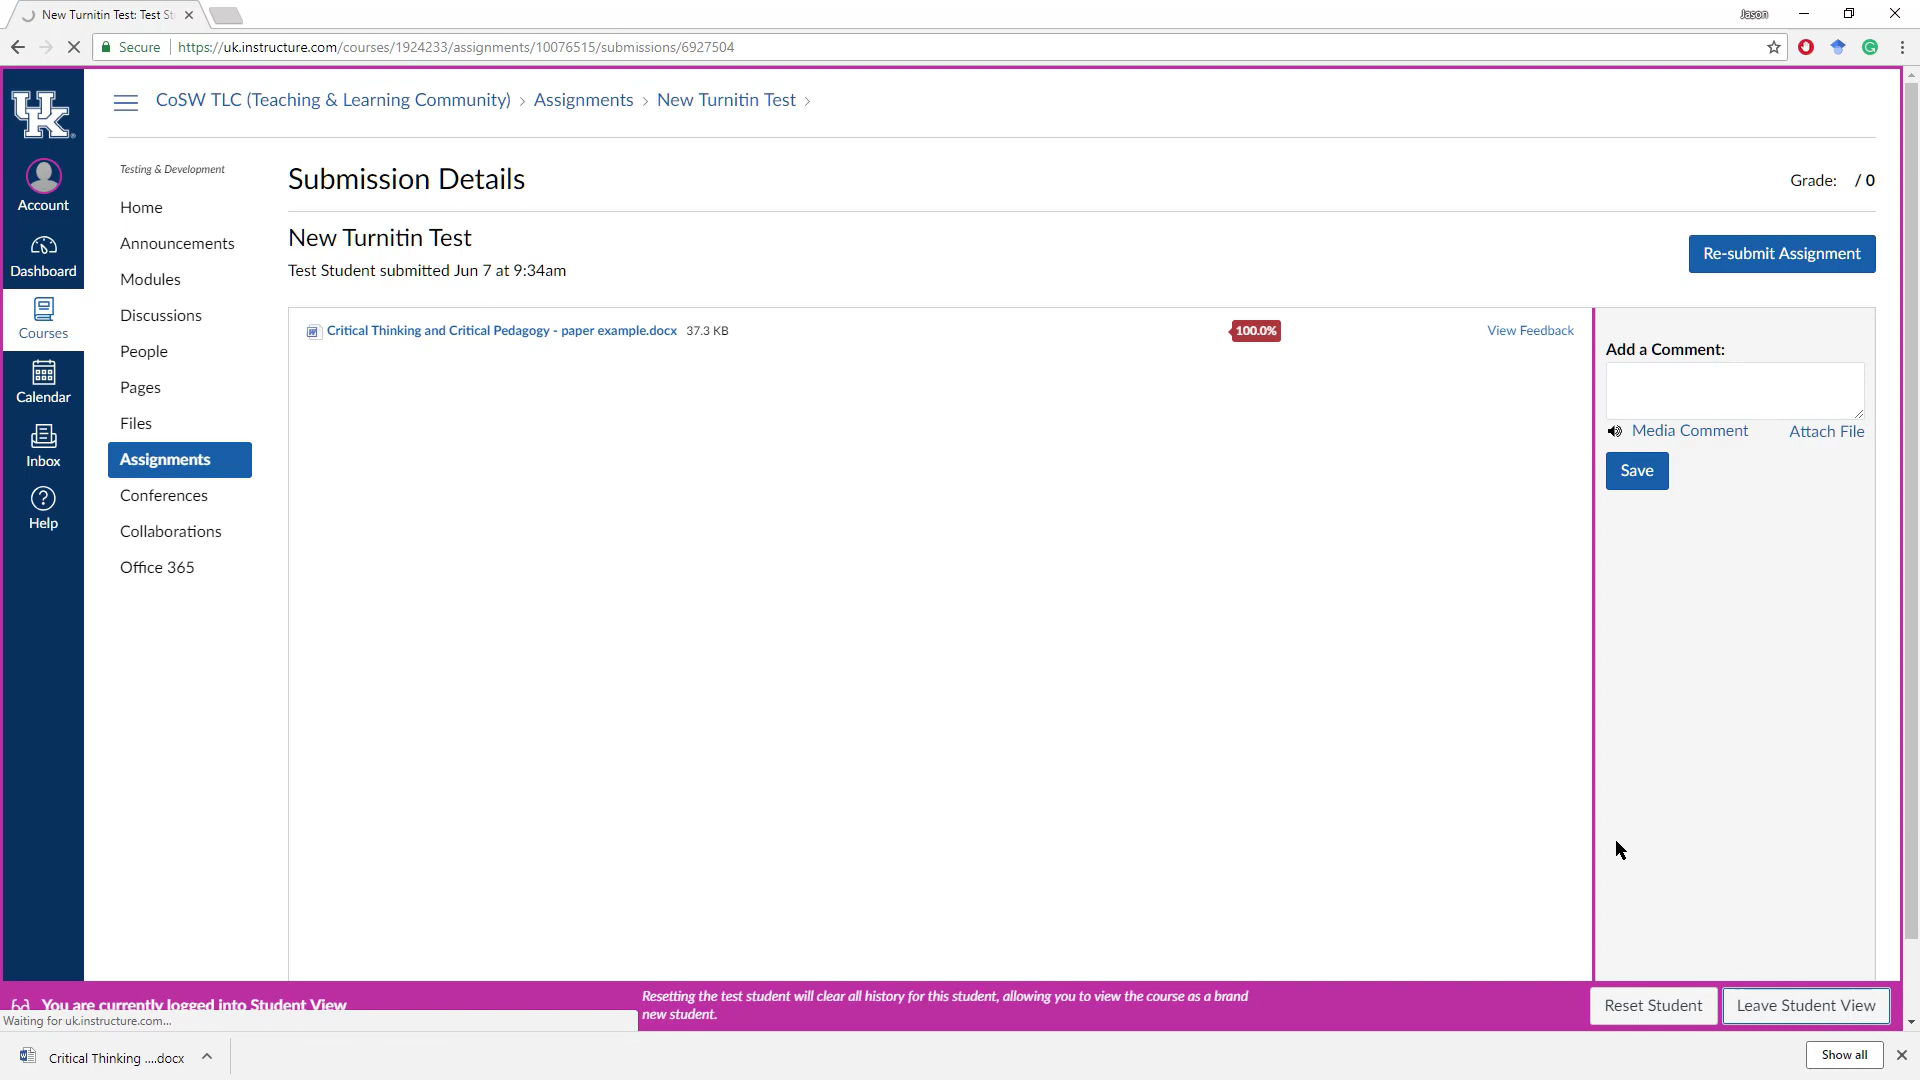 New Turnitin Test: Test St
Jason
Secure
https://uk.instructure.com/courses/1924233/assignments/10076515/submissions/6927504
UK
CoSW TLC (Teaching & Learning Community) > Assignments > New Turnitin Test >
Account
Dashboard
Courses
Calendar
Inbox
Help
Testing & Development
Home
Announcements
Modules
Discussions
People
Pages
Files
Assignments
Conferences
Collaborations
Office 365
Submission Details
Grade: / 0
New Turnitin Test
Test Student submitted Jun 7 at 9:34am
Re-submit Assignment
Critical Thinking and Critical Pedagogy - paper example.docx 37.3 KB
100.0%
View Feedback
Add a Comment:
Media Comment
Attach File
Save
You are currently logged into Student View
Resetting the test student will clear all history for this student, allowing you to view the course as a brand
new student.
Reset Student
Leave Student View
Waiting for uk.instructure.com...
Critical Thinking ....docx
Show all